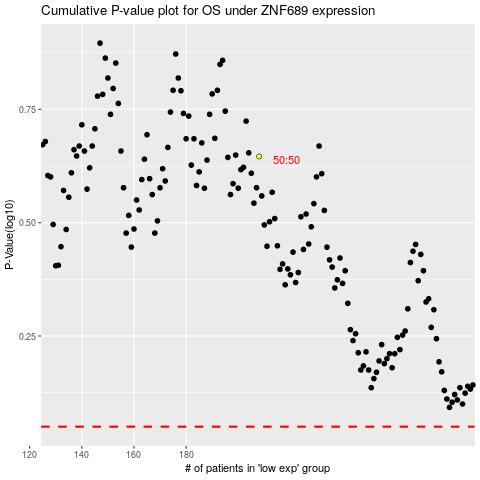 Cumulative P-value plot for OS under ZNF689 expression
P-Value(log10)
0.75
0.50
0.25
50:50
120
140
160
180
# of patients in 'low exp' group